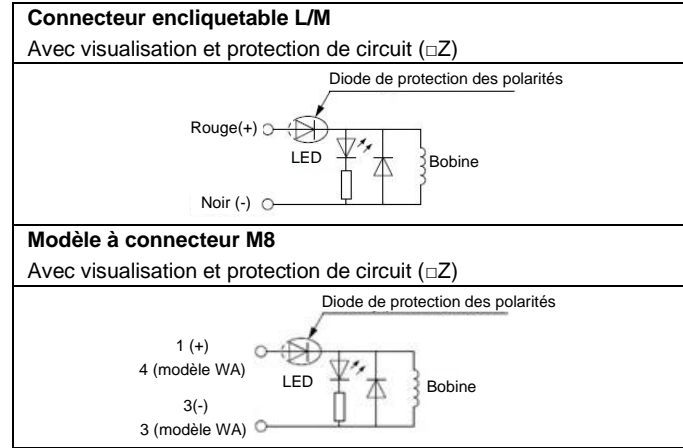 Connecteur encliquetable L/M
Avec visualisation et protection de circuit (□Z)
Diode de protection des polarités
Rouge(+)
LED
Bobine
Noir (-)
Modèle à connecteur M8
Avec visualisation et protection de circuit (□Z)
Diode de protection des polarités
1 (+)
4 (modèle WA)
LED
Bobine
3(-)
3 (modèle WA)